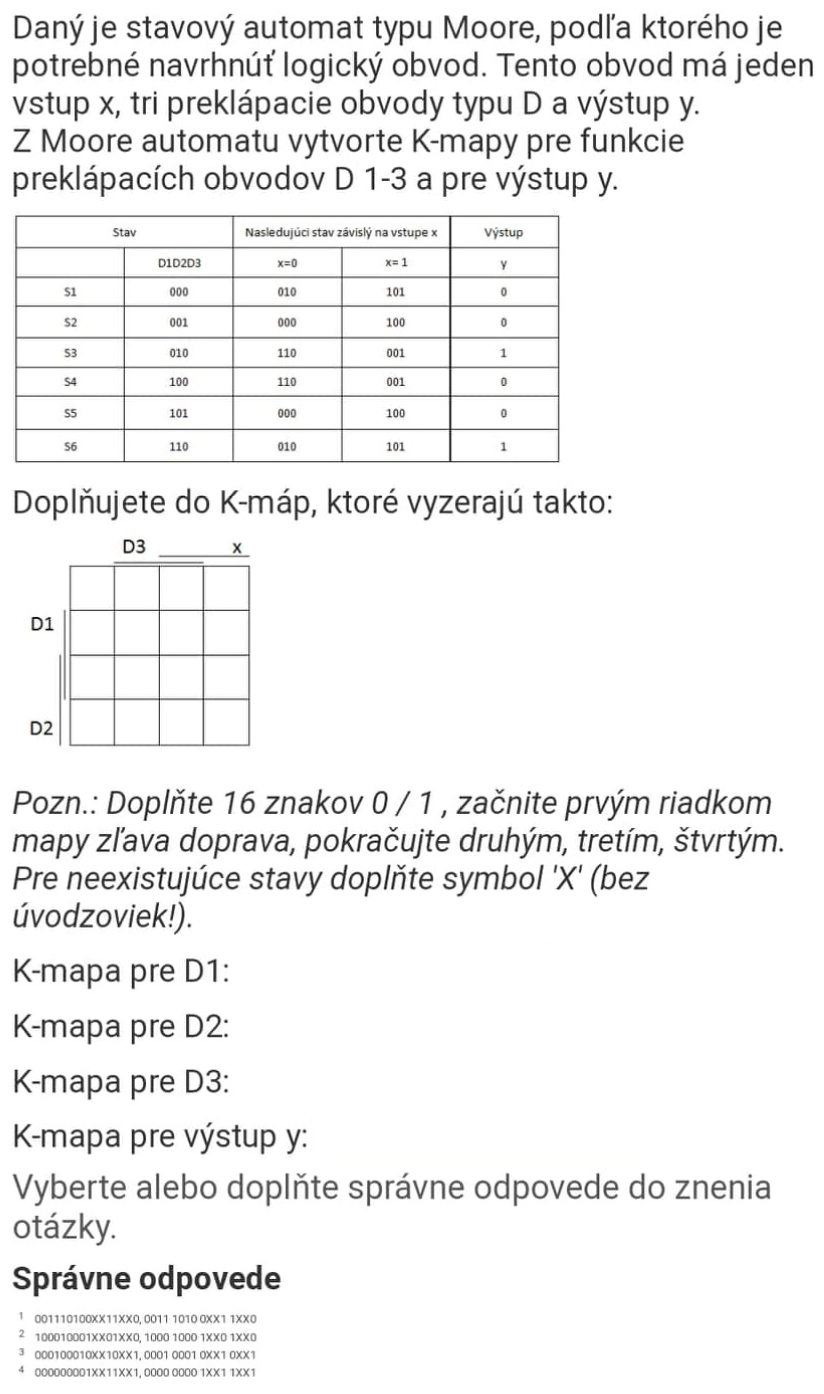 Daný je stavový automat typu Moore, podľa ktorého je
potrebné navrhnúť logický obvod. Tento obvod má jeden
vstup x, tri preklápacie obvody typu D a výstup y.
Z Moore automatu vytvorte K-mapy pre funkcie
preklápacích obvodov D 1-3 a pre výstup y.
Stav Nasledujúci stav závislý na vstupe x Výstup
D1D2D3 x=0 x= 1 y
S1 000 010 101 0
S2 001 000 100 0
S3 010 110 001 1
S4 100 110 001 0
S5 101 000 100 0
S6 110 010 101 1
Doplňujete do K-máp, ktoré vyzerajú takto:
D3 x
D1
D2
Pozn.: Doplňte 16 znakov 0 / 1 , začnite prvým riadkom
mapy zľava doprava, pokračujte druhým, tretím, štvrtým.
Pre neexistujúce stavy doplňte symbol 'X' (bez
úvodzoviek!).
K-mapa pre D1:
K-mapa pre D2:
K-mapa pre D3:
K-mapa pre výstup y:
Vyberte alebo doplňte správne odpovede do znenia
otázky.
Správne odpovede
1 001110100XX11XX0, 0011 1010 0XX1 1XX0
2 100010001XX01XX0, 1000 1000 1XX0 1XX0
3 000100010XX10XX1, 0001 0001 0XX1 0XX1
4 000000001XX11XX1, 0000 0000 1XX1 1XX1